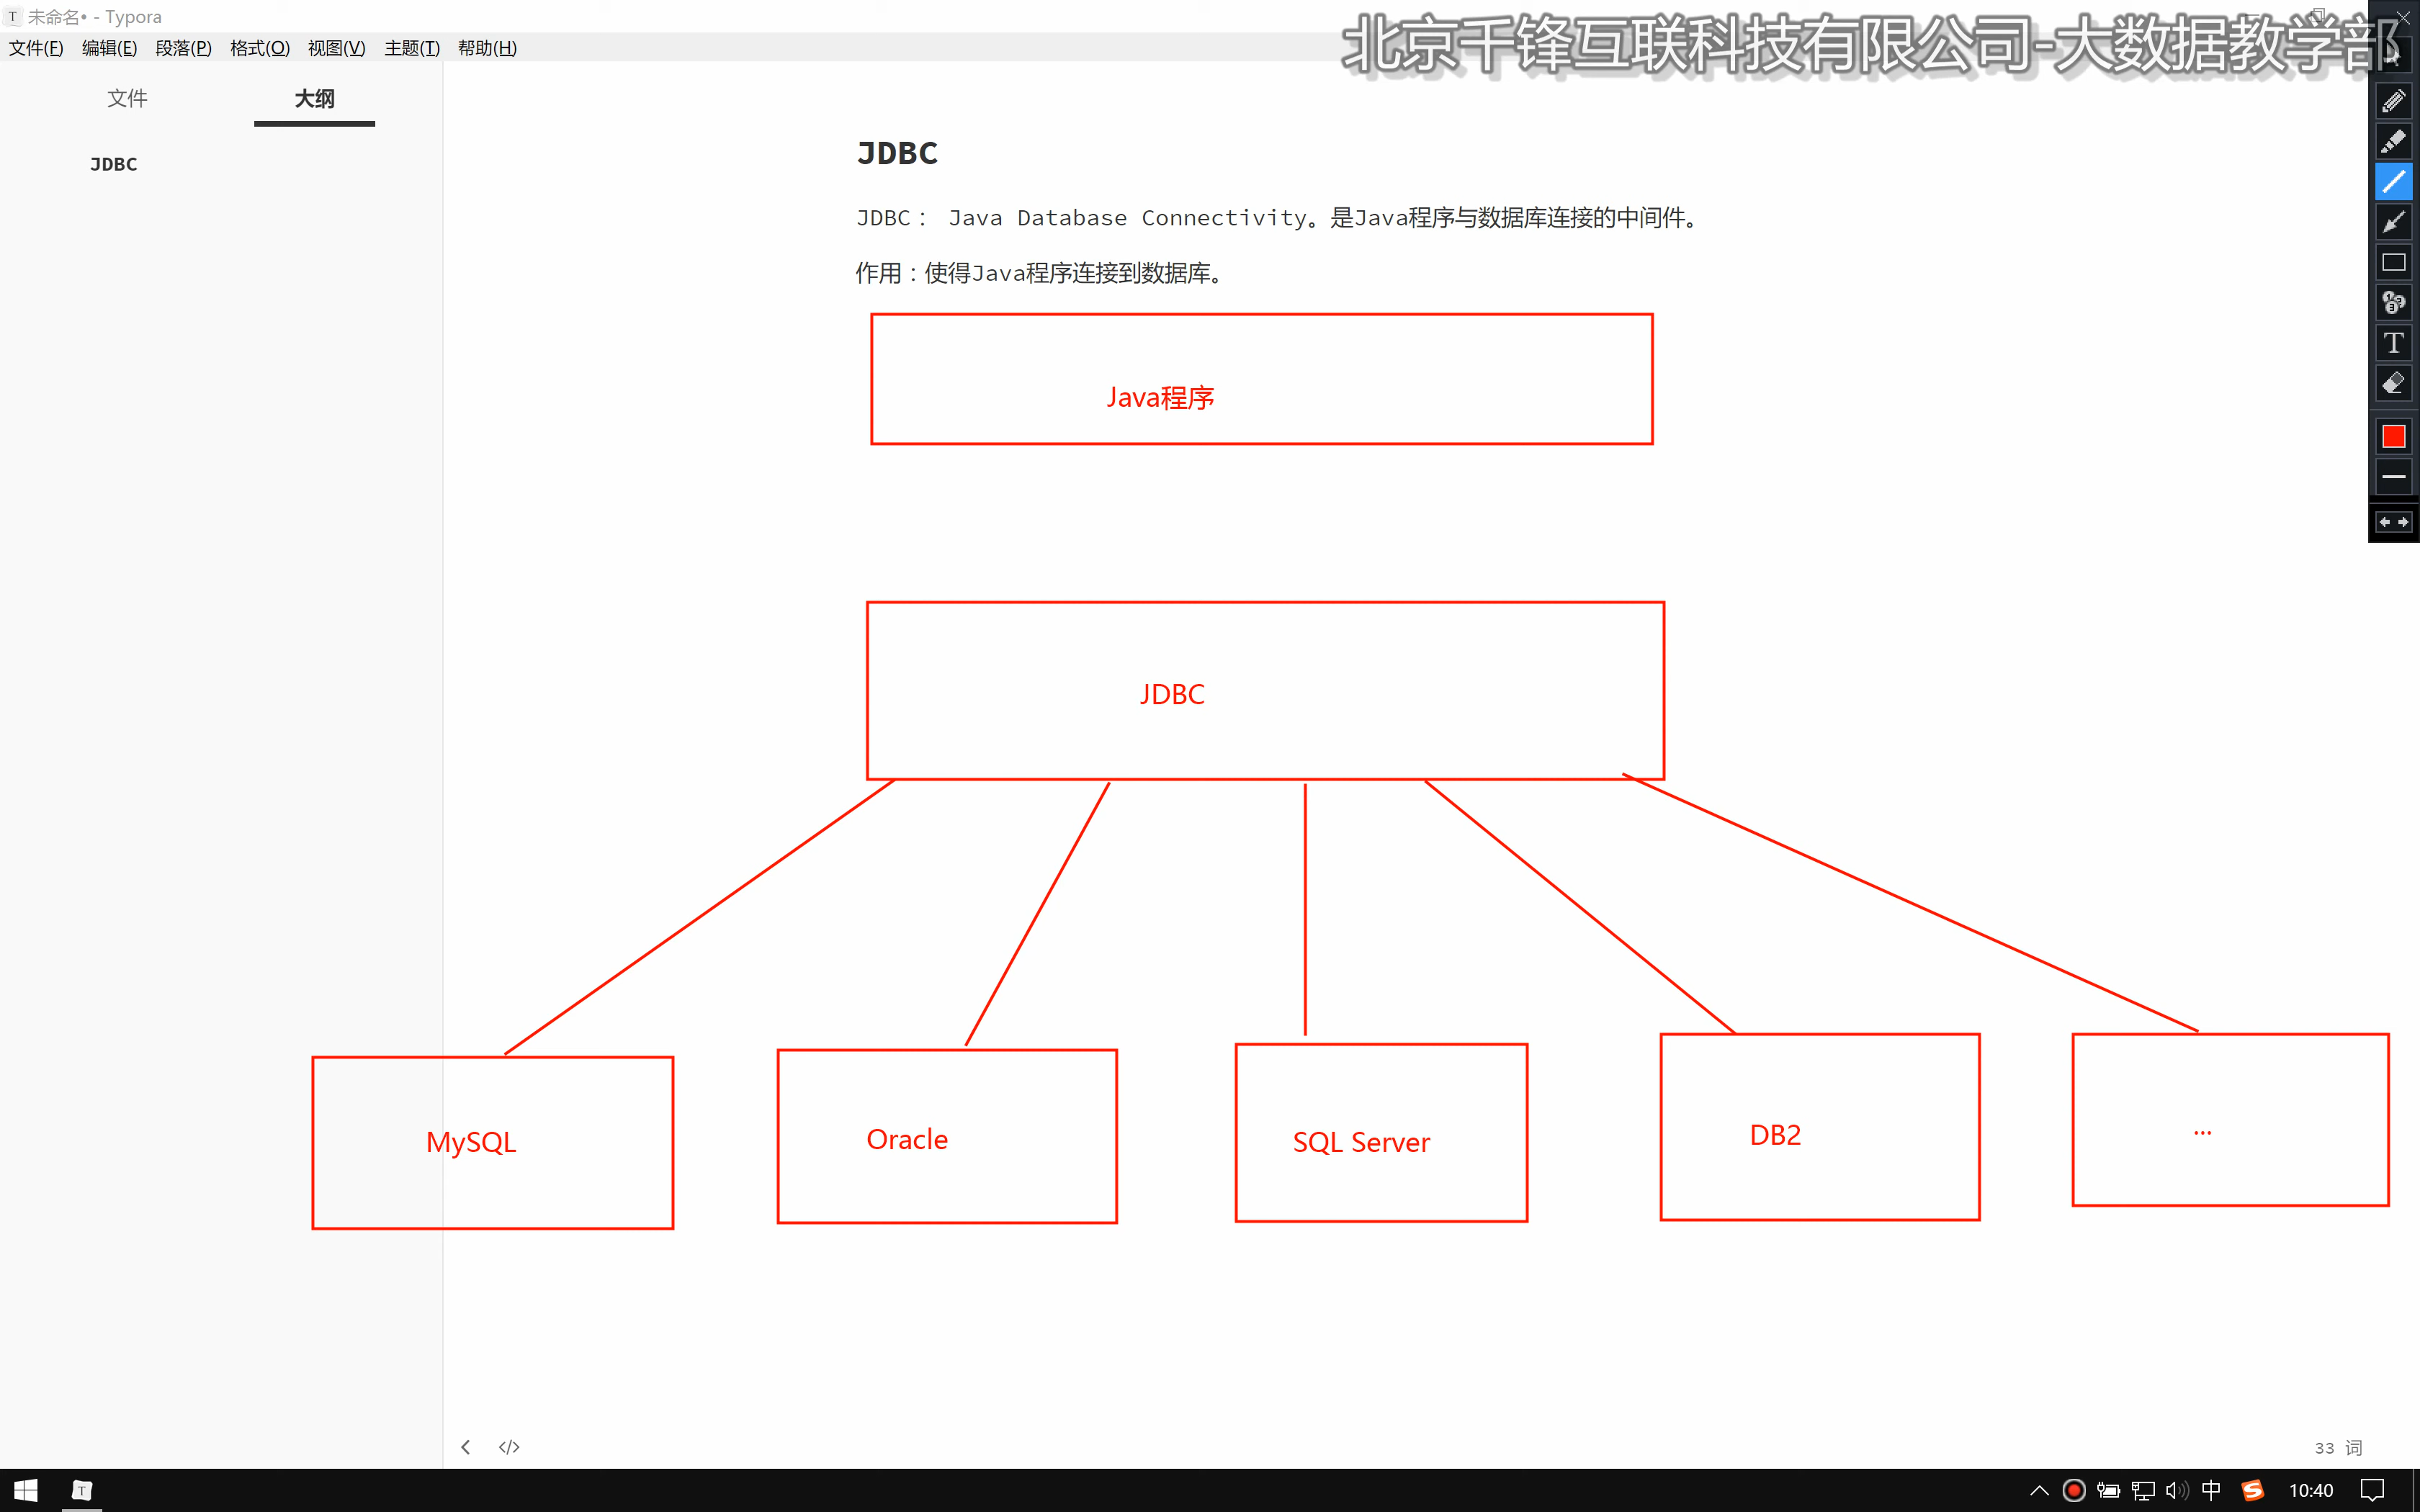 未命名• - Typora
北京千锋互联科技有限公司-大数据教学部
文件(F) 编辑(E) 段落(P) 格式(O) 视图(V) 主题(T) 帮助(H)
文件 大纲
JDBC
JDBC
JDBC： Java Database Connectivity。是Java程序与数据库连接的中间件。
作用：使得Java程序连接到数据库。
Java程序
JDBC
MySQL
Oracle
SQL Server
DB2
...
33 词
中
10:40